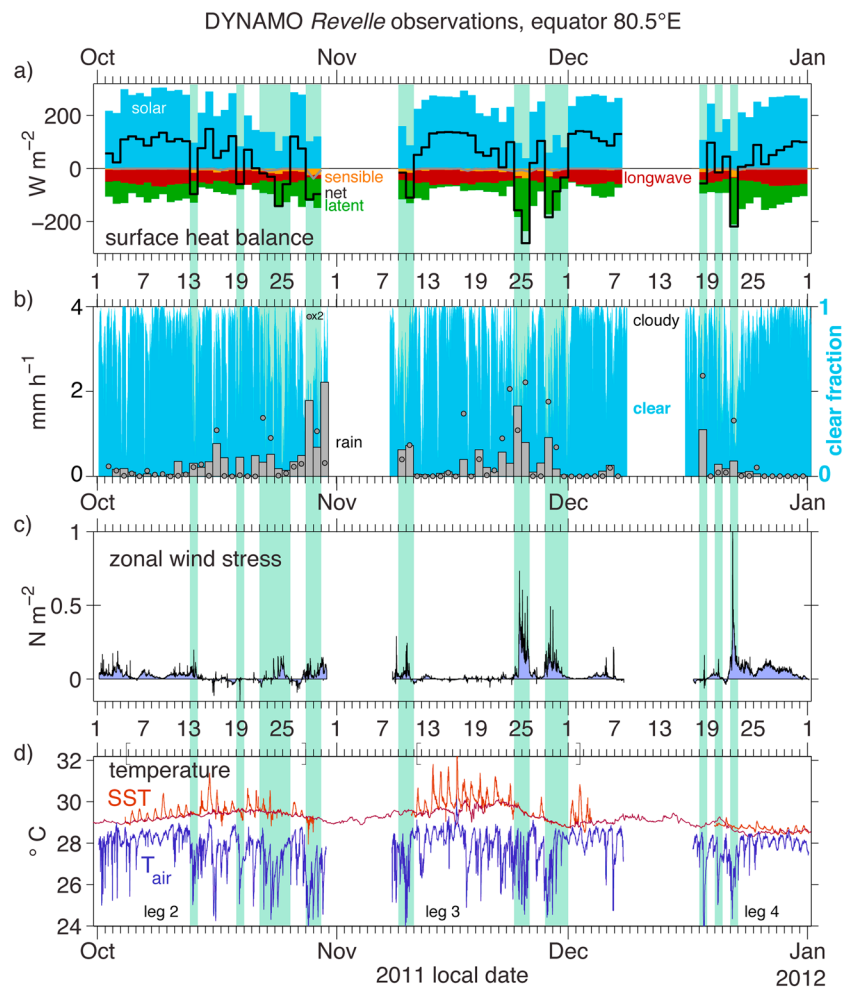 DYNAMO Revelle observations, equator 80.5°E
Oct Nov Dec Jan
a)
200
0
−200
W m−2
solar
sensible
net
latent
longwave
surface heat balance
1 7 13 19 25 1 7 13 19 25 1 7 13 19 25 1
b)
4
2
0
mm h−1
x2
cloudy
clear
rain
1
0
clear fraction
Oct Nov Dec Jan
c)
1
0.5
0
N m−2
zonal wind stress
1 7 13 19 25 1 7 13 19 25 1 7 13 19 25 1
d)
32
30
28
26
24
° C
temperature
SST
Tair
leg 2 leg 3 leg 4
Oct Nov Dec Jan
2011 local date 2012